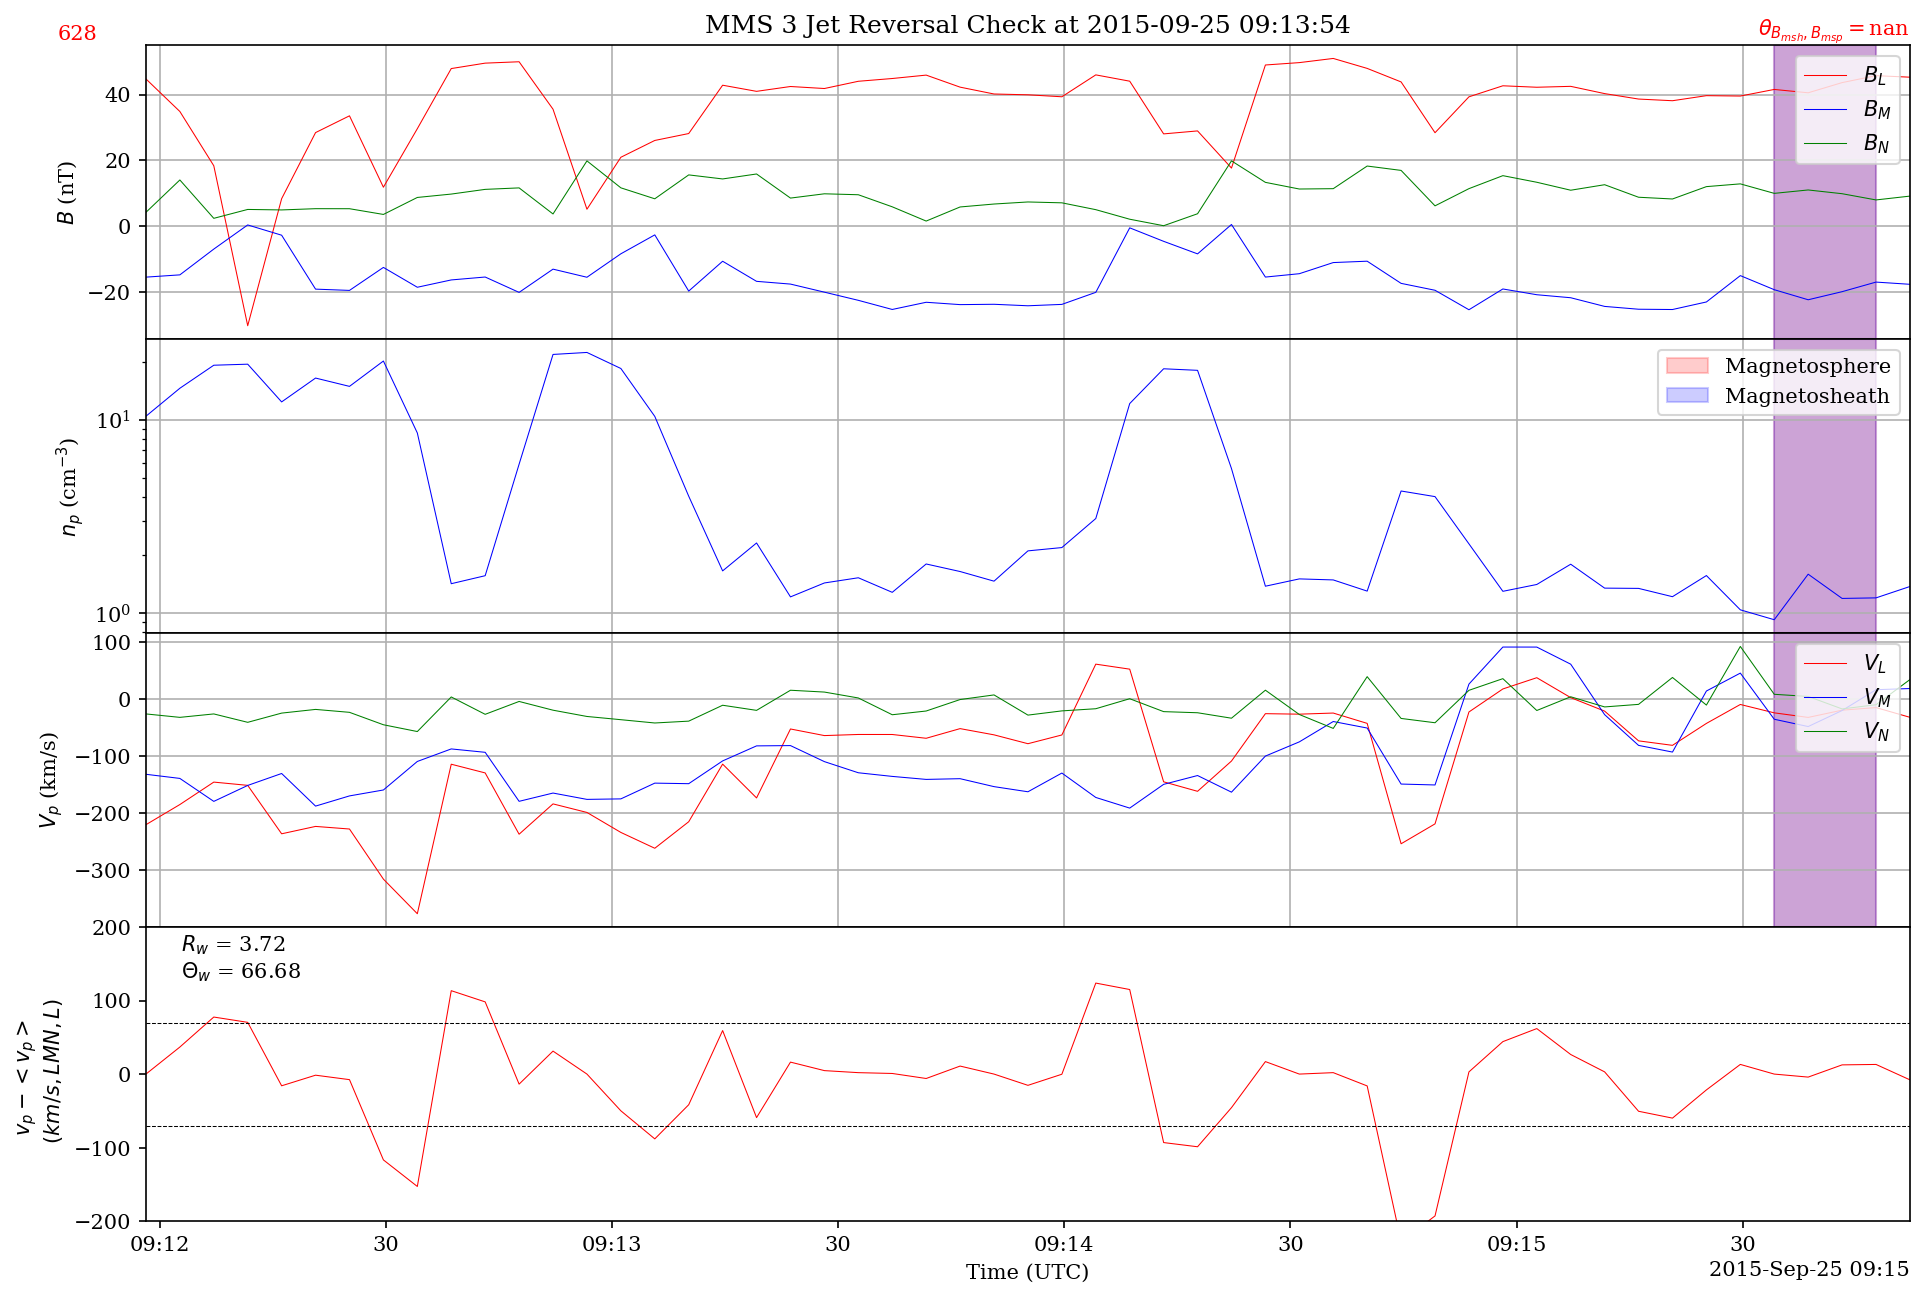 MMS 3 Jet Reversal Check at 2015-09-25 09:13:54
628
θ_{B_{msh}, B_{msp}} = nan
B (nT)
40
20
0
−20
B_L
B_M
B_N
n_p (cm^{−3})
10^1
10^0
Magnetosphere
Magnetosheath
V_p (km/s)
100
0
−100
−200
−300
V_L
V_M
V_N
v_p − < v_p >
(km/s, LMN, L)
200
100
0
−100
−200
R_w = 3.72
Θ_w = 66.68
09:12 30 09:13 30 09:14 30 09:15 30
Time (UTC)
2015-Sep-25 09:15